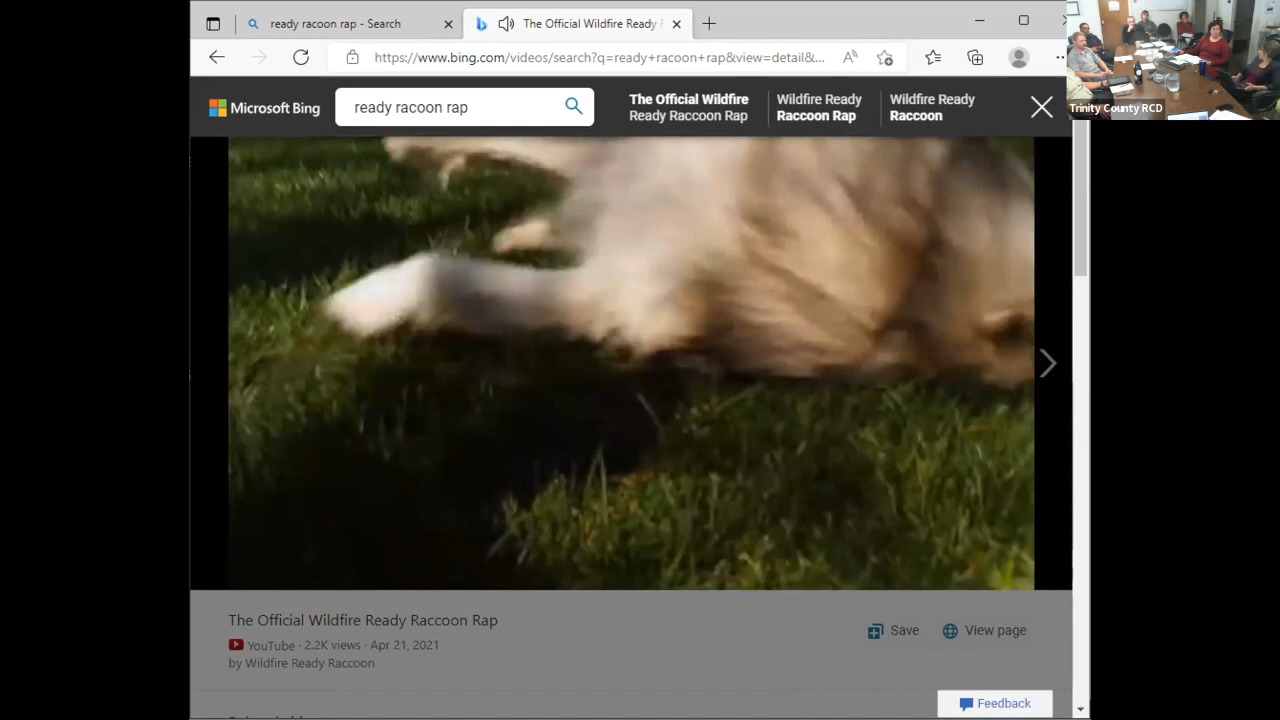 ready racoon rap - Search
The Official Wildfire Ready
https://www.bing.com/videos/search?q=ready+racoon+rap&view=detail&...
Microsoft Bing
ready racoon rap
The Official Wildfire
Ready Raccoon Rap
Wildfire Ready
Raccoon Rap
Wildfire Ready
Raccoon
Trinity County RCD
The Official Wildfire Ready Raccoon Rap
YouTube · 2.2K views · Apr 21, 2021
by Wildfire Ready Raccoon
Save
View page
Feedback